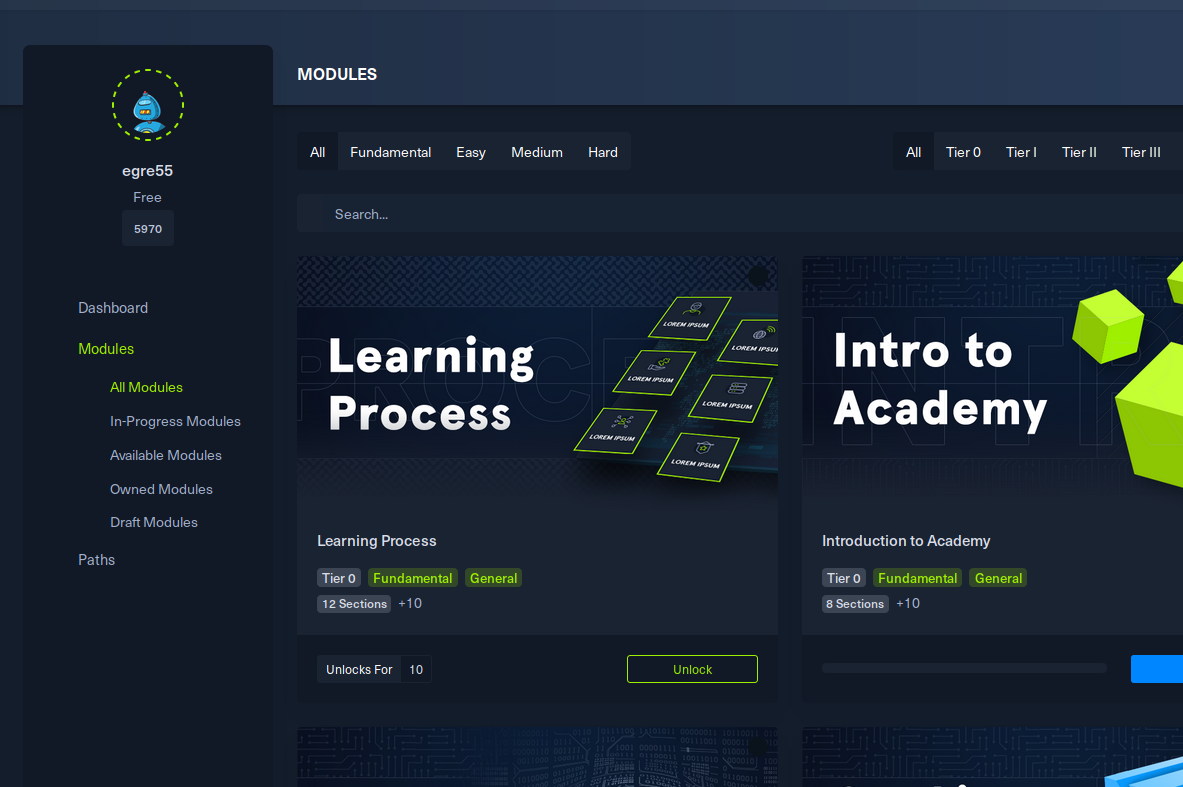 MODULES
egre55
Free
5970
Dashboard
Modules
All Modules
In-Progress Modules
Available Modules
Owned Modules
Draft Modules
Paths
All Fundamental Easy Medium Hard
All Tier 0 Tier I Tier II Tier III
Search...
Learning
Process
LOREM IPSUM
LOREM IPSUM
LOREM IPSUM
LOREM IPSUM
LOREM IPSUM
LOREM IPSUM
Learning Process
Tier 0 Fundamental General
12 Sections +10
Unlocks For 10
Unlock
Intro to
Academy
Introduction to Academy
Tier 0 Fundamental General
8 Sections +10